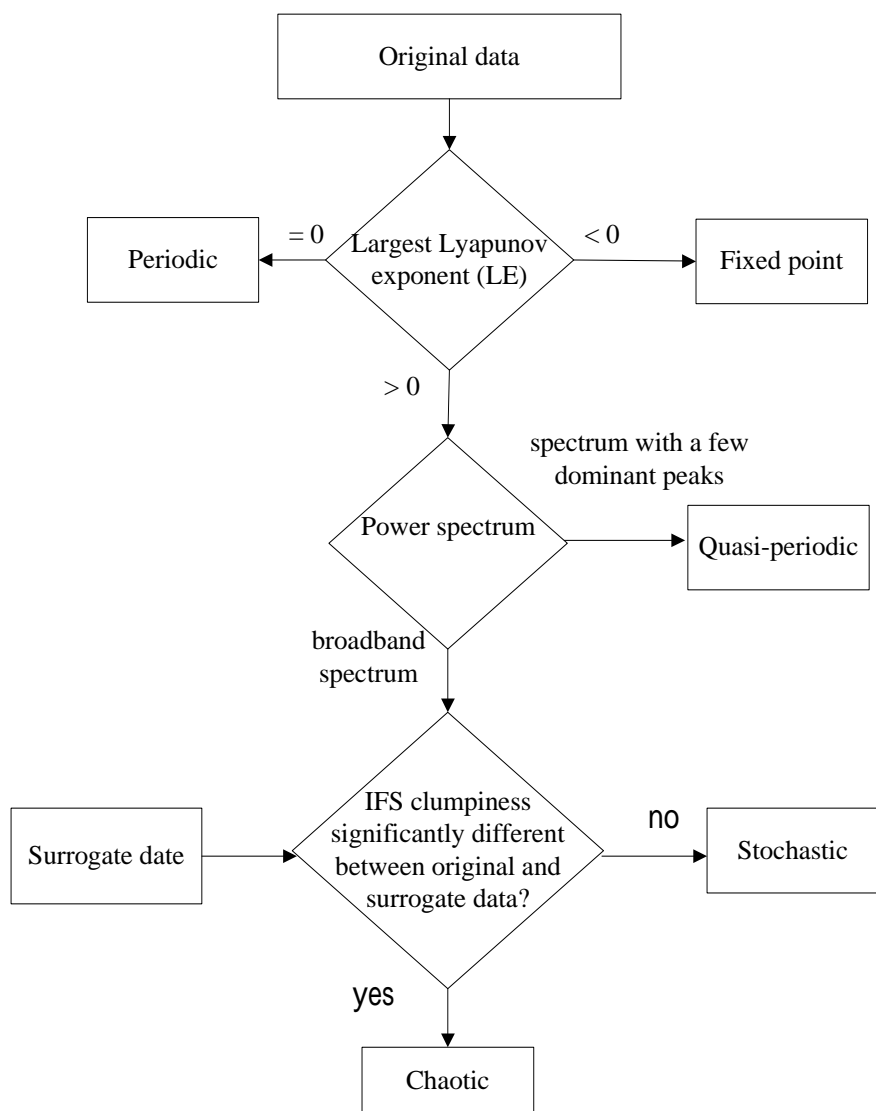 Original data
= 0
< 0
Largest Lyapunov
exponent (LE)
Periodic
Fixed point
> 0
spectrum with a few
dominant peaks
Power spectrum
Quasi-periodic
broadband
spectrum
IFS clumpiness
significantly different
between original and
surrogate data?
Surrogate date
no
Stochastic
yes
Chaotic